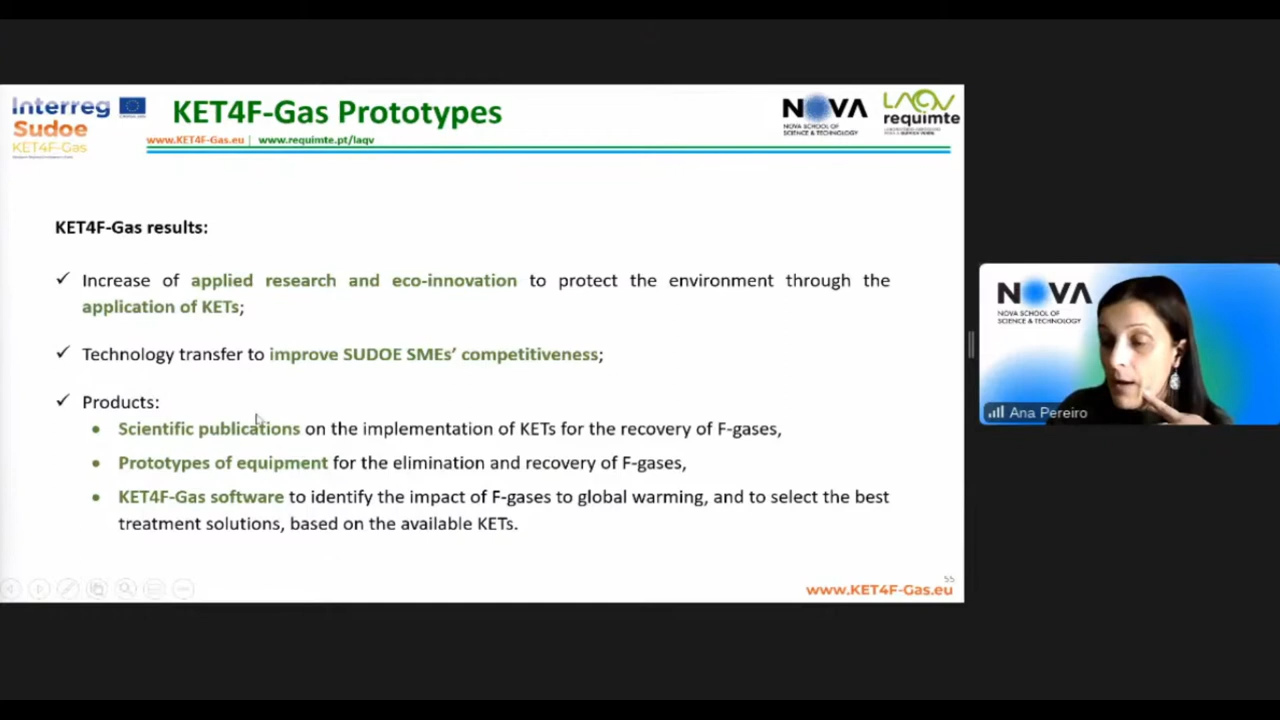 Interreg
Sudoe
KET4F-Gas
KET4F-Gas Prototypes
www.KET4F-Gas.eu | www.requimte.pt/laqv
NOVA
NOVA SCHOOL OF
SCIENCE & TECHNOLOGY
LAQV
requimte
KET4F-Gas results:
✓ Increase of applied research and eco-innovation to protect the environment through the
application of KETs;
✓ Technology transfer to improve SUDOE SMEs’ competitiveness;
✓ Products:
• Scientific publications on the implementation of KETs for the recovery of F-gases,
• Prototypes of equipment for the elimination and recovery of F-gases,
• KET4F-Gas software to identify the impact of F-gases to global warming, and to select the best
treatment solutions, based on the available KETs.
55
www.KET4F-Gas.eu
NOVA
NOVA SCHOOL OF
SCIENCE & TECHNOLOGY
Ana Pereiro